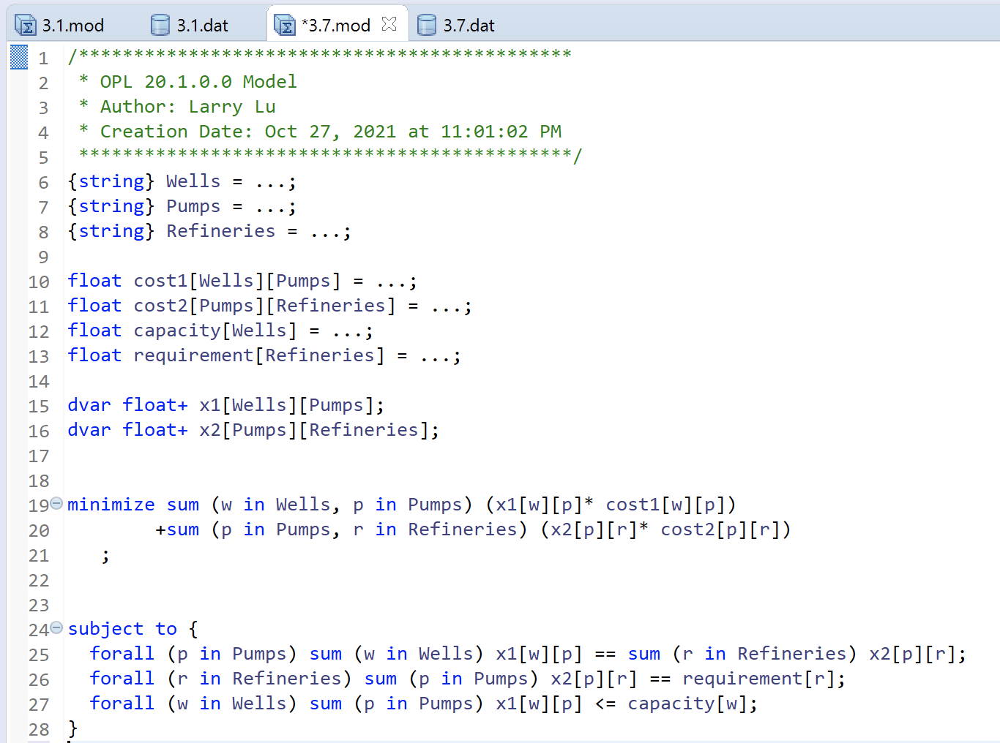 3.1.mod 3.1.dat *3.7.mod 3.7.dat
1 /*********************************************
2  * OPL 20.1.0.0 Model
3  * Author: Larry Lu
4  * Creation Date: Oct 27, 2021 at 11:01:02 PM
5  *********************************************/
6 {string} Wells = ...;
7 {string} Pumps = ...;
8 {string} Refineries = ...;
9
10 float cost1[Wells][Pumps] = ...;
11 float cost2[Pumps][Refineries] = ...;
12 float capacity[Wells] = ...;
13 float requirement[Refineries] = ...;
14
15 dvar float+ x1[Wells][Pumps];
16 dvar float+ x2[Pumps][Refineries];
17
18
19 minimize sum (w in Wells, p in Pumps) (x1[w][p]* cost1[w][p])
20         +sum (p in Pumps, r in Refineries) (x2[p][r]* cost2[p][r])
21    ;
22
23
24 subject to {
25   forall (p in Pumps) sum (w in Wells) x1[w][p] == sum (r in Refineries) x2[p][r];
26   forall (r in Refineries) sum (p in Pumps) x2[p][r] == requirement[r];
27   forall (w in Wells) sum (p in Pumps) x1[w][p] <= capacity[w];
28 }